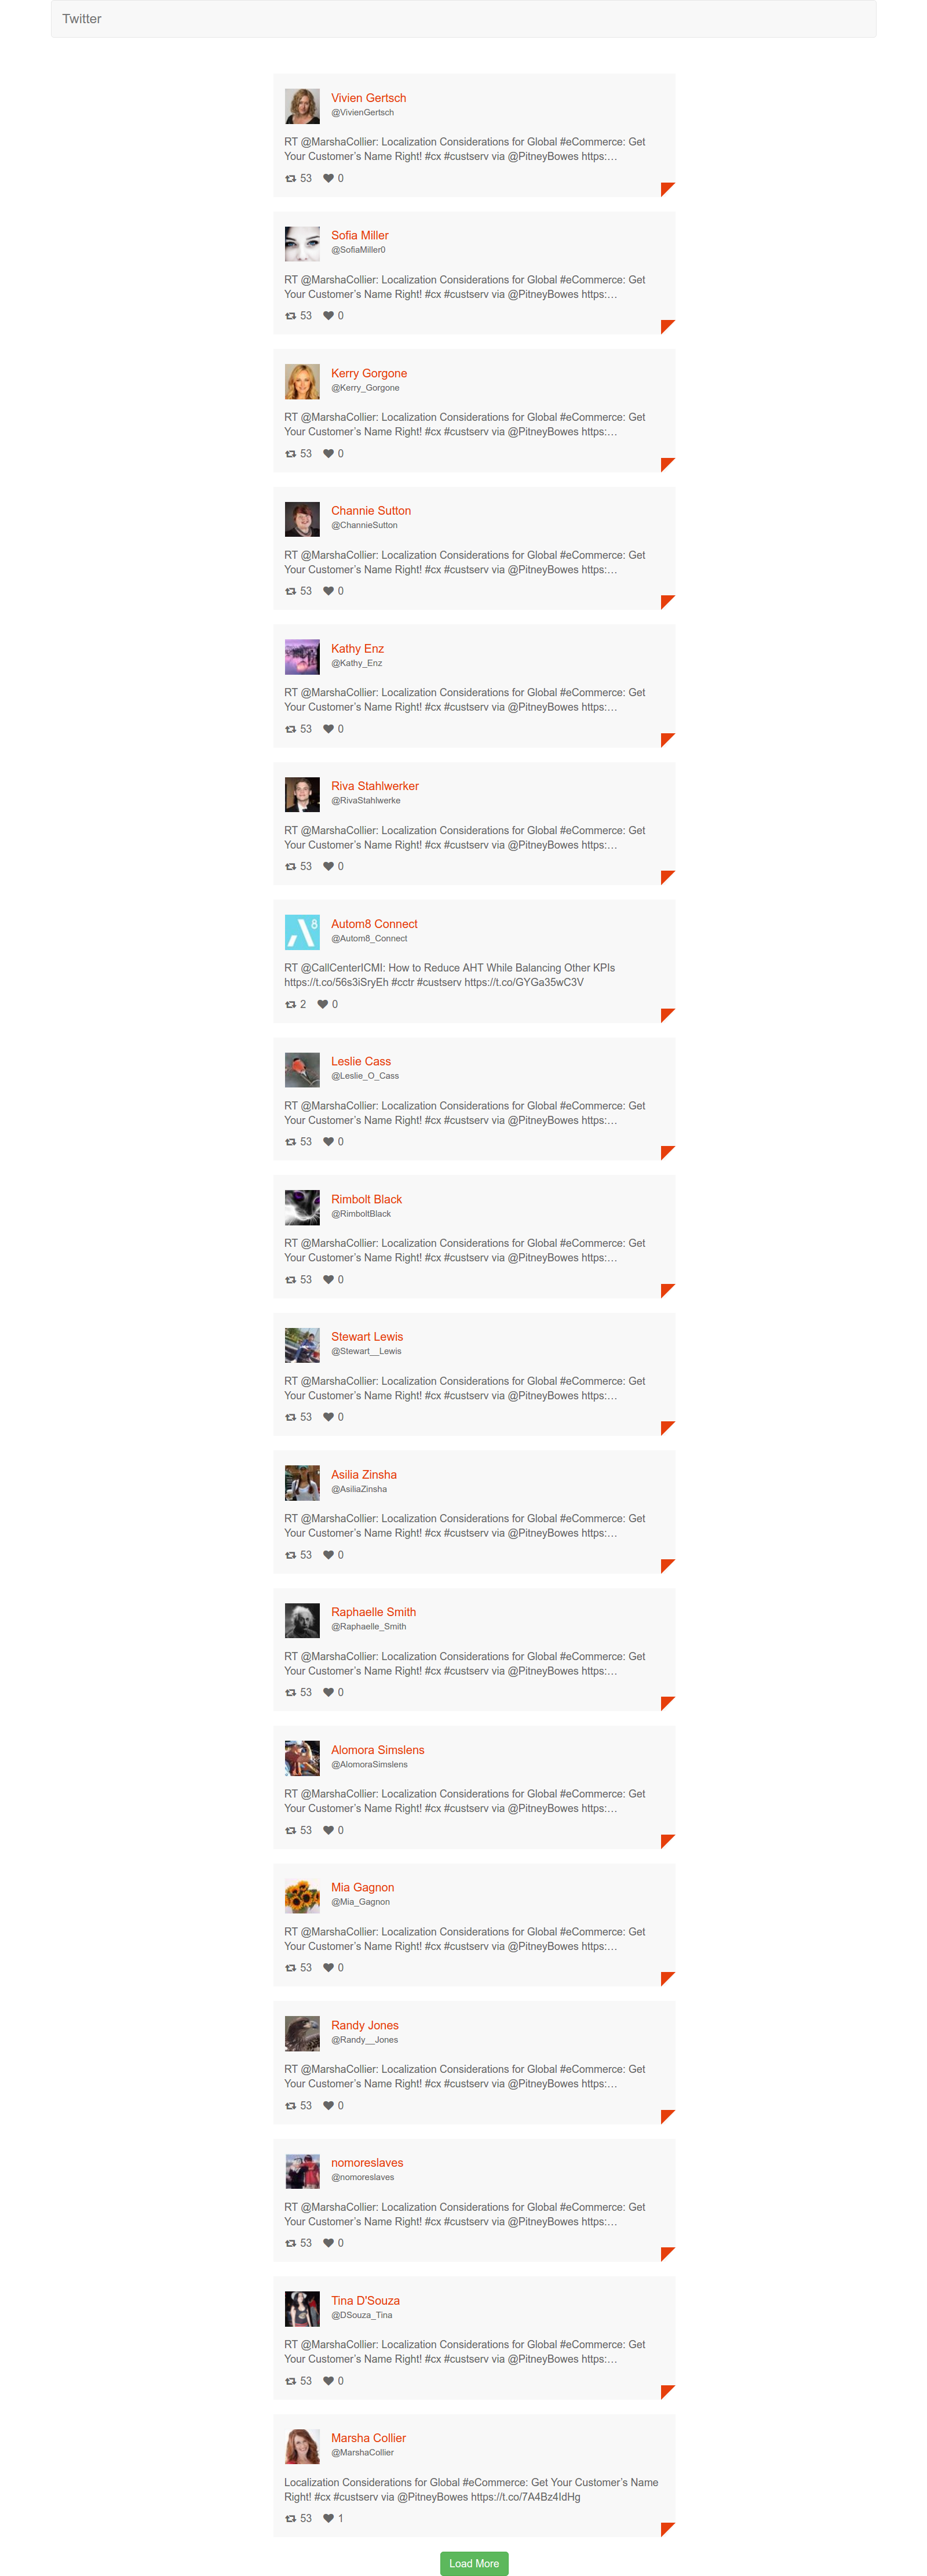 Twitter
Vivien Gertsch
@VivienGertsch
RT @MarshaCollier: Localization Considerations for Global #eCommerce: Get
Your Customer’s Name Right! #cx #custserv via @PitneyBowes https:…
53 0
Sofia Miller
@SofiaMiller0
RT @MarshaCollier: Localization Considerations for Global #eCommerce: Get
Your Customer’s Name Right! #cx #custserv via @PitneyBowes https:…
53 0
Kerry Gorgone
@Kerry_Gorgone
RT @MarshaCollier: Localization Considerations for Global #eCommerce: Get
Your Customer’s Name Right! #cx #custserv via @PitneyBowes https:…
53 0
Channie Sutton
@ChannieSutton
RT @MarshaCollier: Localization Considerations for Global #eCommerce: Get
Your Customer’s Name Right! #cx #custserv via @PitneyBowes https:…
53 0
Kathy Enz
@Kathy_Enz
RT @MarshaCollier: Localization Considerations for Global #eCommerce: Get
Your Customer’s Name Right! #cx #custserv via @PitneyBowes https:…
53 0
Riva Stahlwerker
@RivaStahlwerke
RT @MarshaCollier: Localization Considerations for Global #eCommerce: Get
Your Customer’s Name Right! #cx #custserv via @PitneyBowes https:…
53 0
Autom8 Connect
@Autom8_Connect
RT @CallCenterICMI: How to Reduce AHT While Balancing Other KPIs
https://t.co/56s3iSryEh #cctr #custserv https://t.co/GYGa35wC3V
2 0
Leslie Cass
@Leslie_O_Cass
RT @MarshaCollier: Localization Considerations for Global #eCommerce: Get
Your Customer’s Name Right! #cx #custserv via @PitneyBowes https:…
53 0
Rimbolt Black
@RimboltBlack
RT @MarshaCollier: Localization Considerations for Global #eCommerce: Get
Your Customer’s Name Right! #cx #custserv via @PitneyBowes https:…
53 0
Stewart Lewis
@Stewart__Lewis
RT @MarshaCollier: Localization Considerations for Global #eCommerce: Get
Your Customer’s Name Right! #cx #custserv via @PitneyBowes https:…
53 0
Asilia Zinsha
@AsiliaZinsha
RT @MarshaCollier: Localization Considerations for Global #eCommerce: Get
Your Customer’s Name Right! #cx #custserv via @PitneyBowes https:…
53 0
Raphaelle Smith
@Raphaelle_Smith
RT @MarshaCollier: Localization Considerations for Global #eCommerce: Get
Your Customer’s Name Right! #cx #custserv via @PitneyBowes https:…
53 0
Alomora Simslens
@AlomoraSimslens
RT @MarshaCollier: Localization Considerations for Global #eCommerce: Get
Your Customer’s Name Right! #cx #custserv via @PitneyBowes https:…
53 0
Mia Gagnon
@Mia_Gagnon
RT @MarshaCollier: Localization Considerations for Global #eCommerce: Get
Your Customer’s Name Right! #cx #custserv via @PitneyBowes https:…
53 0
Randy Jones
@Randy__Jones
RT @MarshaCollier: Localization Considerations for Global #eCommerce: Get
Your Customer’s Name Right! #cx #custserv via @PitneyBowes https:…
53 0
nomoreslaves
@nomoreslaves
RT @MarshaCollier: Localization Considerations for Global #eCommerce: Get
Your Customer’s Name Right! #cx #custserv via @PitneyBowes https:…
53 0
Tina D'Souza
@DSouza_Tina
RT @MarshaCollier: Localization Considerations for Global #eCommerce: Get
Your Customer’s Name Right! #cx #custserv via @PitneyBowes https:…
53 0
Marsha Collier
@MarshaCollier
Localization Considerations for Global #eCommerce: Get Your Customer’s Name
Right! #cx #custserv via @PitneyBowes https://t.co/7A4Bz4IdHg
53 1
Load More